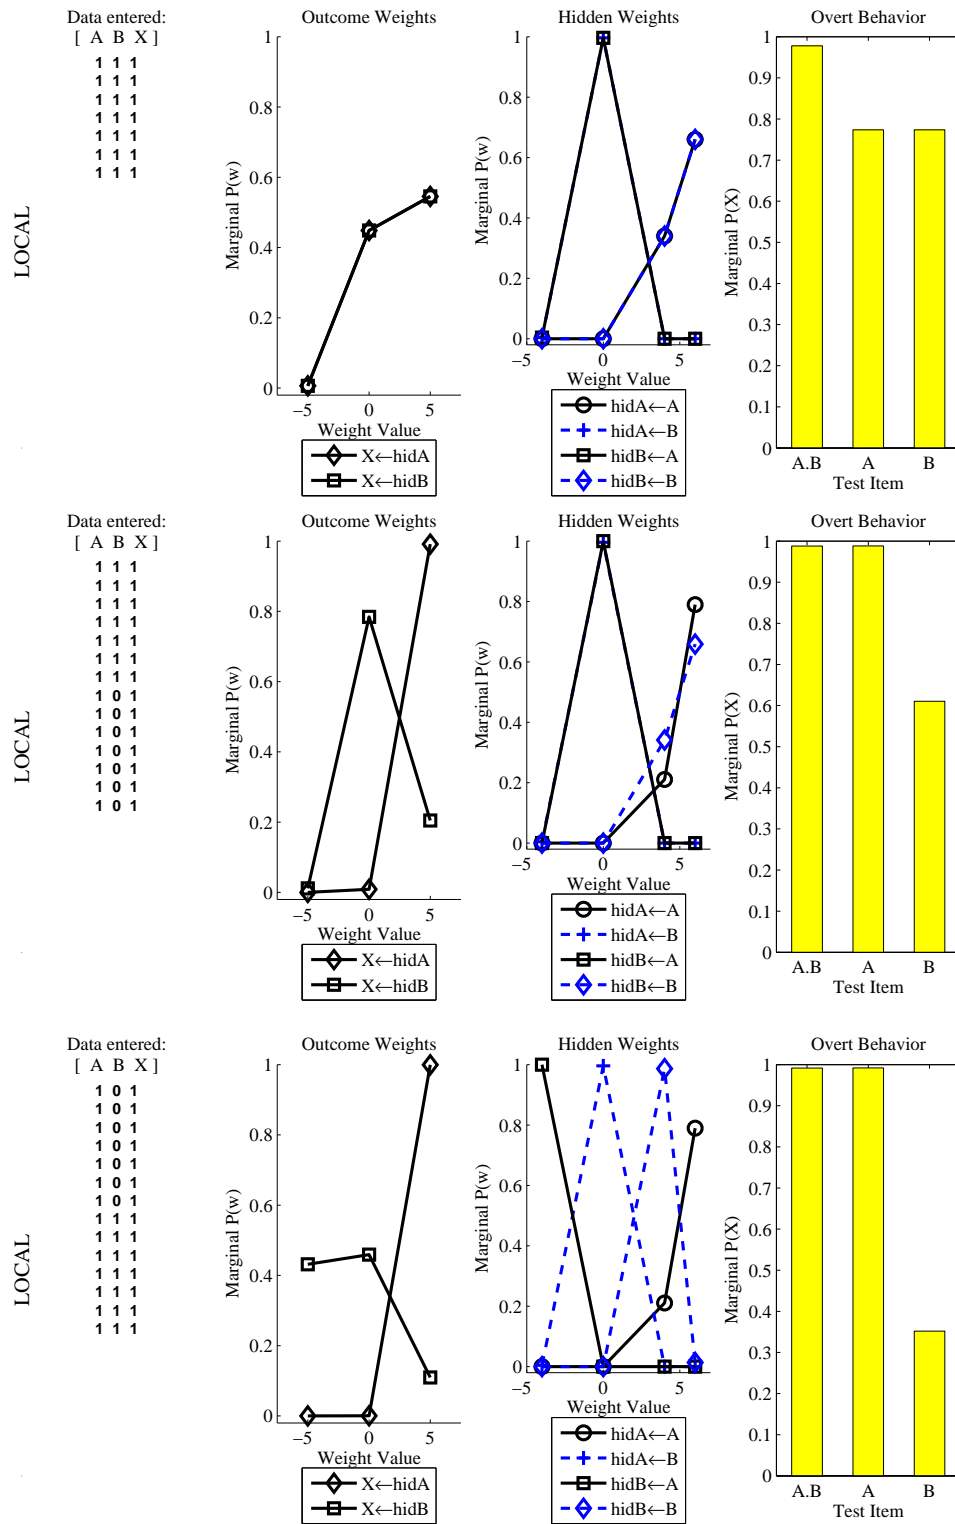 Data entered:
[ A B X ]
1 1 1
1 1 1
1 1 1
1 1 1
1 1 1
1 1 1
1 1 1
LOCAL
Outcome Weights
1
0.8
0.6
0.4
0.2
0
−5 0 5
Marginal P(w)
Weight Value
X←hidA
X←hidB
Hidden Weights
1
0.8
0.6
0.4
0.2
0
−5 0 5
Marginal P(w)
Weight Value
hidA←A
hidA←B
hidB←A
hidB←B
Overt Behavior
1
0.9
0.8
0.7
0.6
0.5
0.4
0.3
0.2
0.1
0
Marginal P(X)
A.B A B
Test Item
Data entered:
[ A B X ]
1 1 1
1 1 1
1 1 1
1 1 1
1 1 1
1 1 1
1 1 1
1 0 1
1 0 1
1 0 1
1 0 1
1 0 1
1 0 1
1 0 1
LOCAL
Outcome Weights
1
0.8
0.6
0.4
0.2
0
−5 0 5
Marginal P(w)
Weight Value
X←hidA
X←hidB
Hidden Weights
1
0.8
0.6
0.4
0.2
0
−5 0 5
Marginal P(w)
Weight Value
hidA←A
hidA←B
hidB←A
hidB←B
Overt Behavior
1
0.9
0.8
0.7
0.6
0.5
0.4
0.3
0.2
0.1
0
Marginal P(X)
A.B A B
Test Item
Data entered:
[ A B X ]
1 0 1
1 0 1
1 0 1
1 0 1
1 0 1
1 0 1
1 0 1
1 1 1
1 1 1
1 1 1
1 1 1
1 1 1
1 1 1
1 1 1
LOCAL
Outcome Weights
1
0.8
0.6
0.4
0.2
0
−5 0 5
Marginal P(w)
Weight Value
X←hidA
X←hidB
Hidden Weights
1
0.8
0.6
0.4
0.2
0
−5 0 5
Marginal P(w)
Weight Value
hidA←A
hidA←B
hidB←A
hidB←B
Overt Behavior
1
0.9
0.8
0.7
0.6
0.5
0.4
0.3
0.2
0.1
0
Marginal P(X)
A.B A B
Test Item